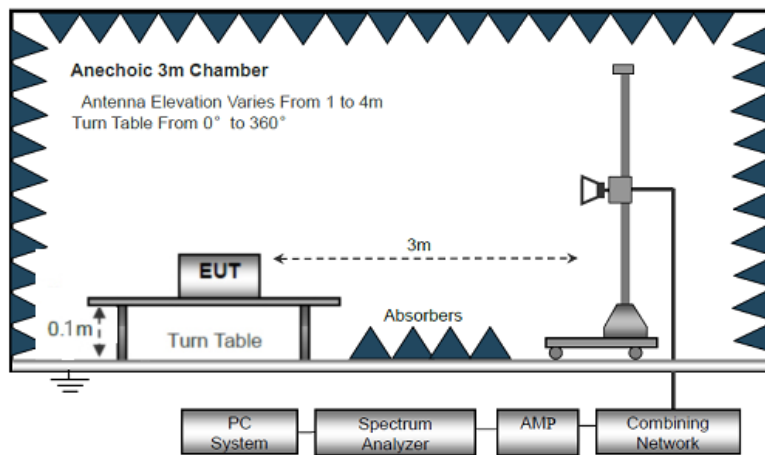 Anechoic 3m Chamber
Antenna Elevation Varies From 1 to 4m
Turn Table From 0° to 360°
3m
EUT
0.1m
Turn Table
Absorbers
PC
System
Spectrum
Analyzer
AMP
Combining
Network